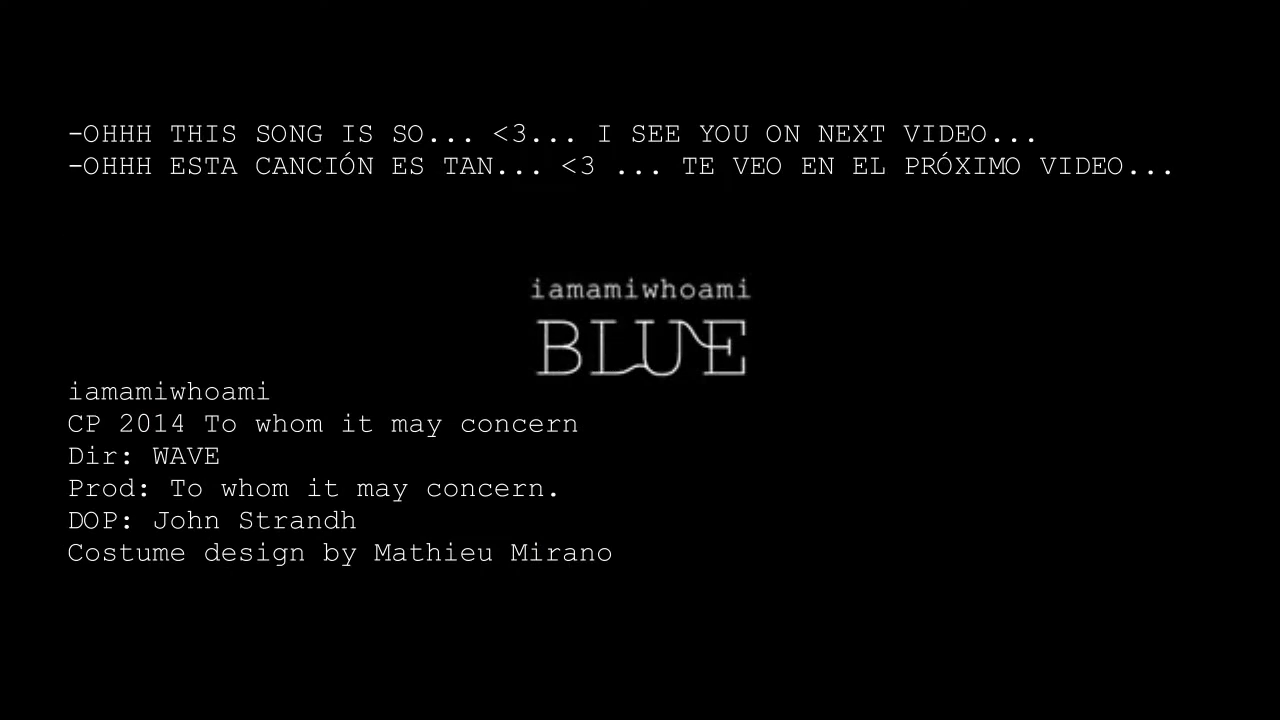 -OHHH THIS SONG IS SO... <3... I SEE YOU ON NEXT VIDEO...
-OHHH ESTA CANCIÓN ES TAN... <3 ... TE VEO EN EL PRÓXIMO VIDEO...
iamamiwhoami
BLUE
iamamiwhoami
CP 2014 To whom it may concern
Dir: WAVE
Prod: To whom it may concern.
DOP: John Strandh
Costume design by Mathieu Mirano